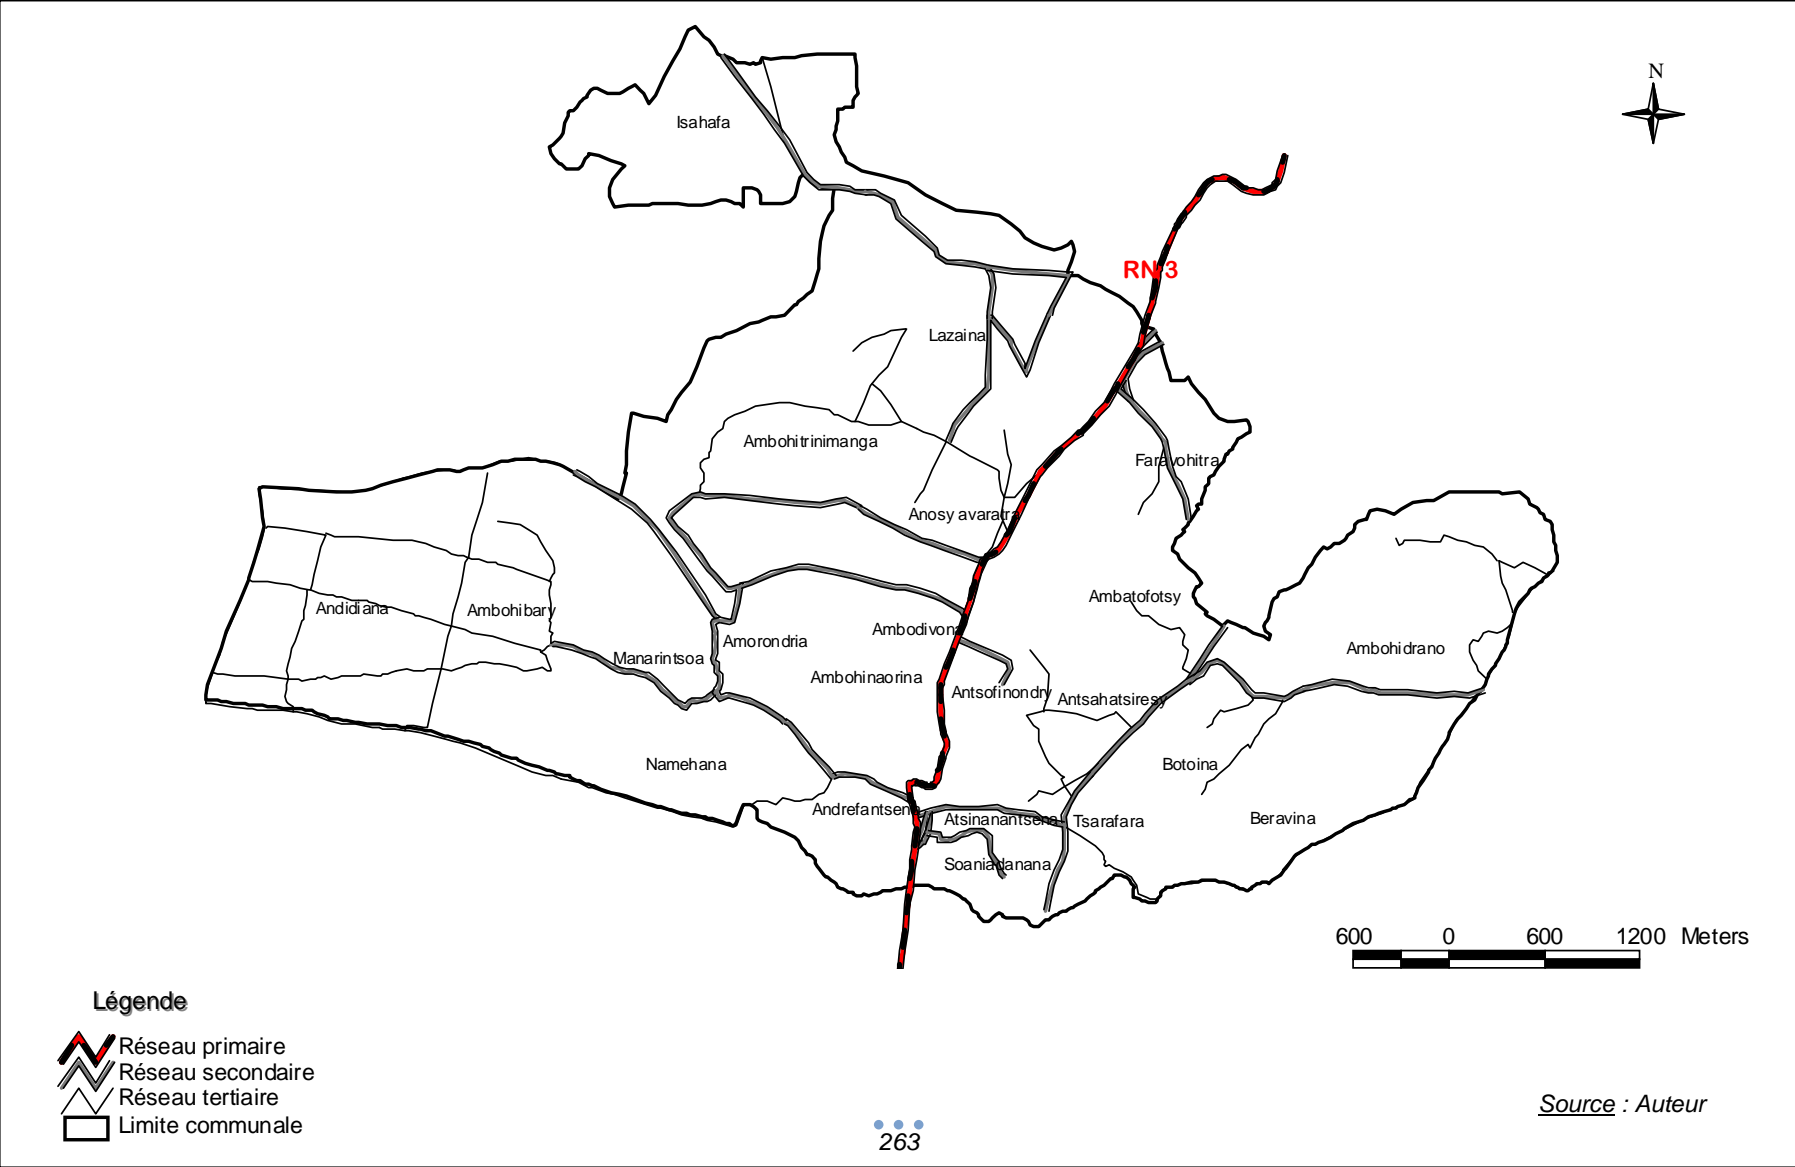 N
Isahafa
RN 3
Lazaina
Ambohitrinimanga
Faravohitra
Anosy avaratra
Ambatofotsy
Andidiana
Ambohibary
Ambodivona
Amorondria
Ambohidrano
Manarintsoa
Ambohinaorina
Antsofinondry
Antsahatsiresy
Namehana
Botoina
Andrefantsena
Atsinanantsena
Tsarafara
Beravina
Soaniadanana
600 0 600 1200 Meters
Légende
Réseau primaire
Réseau secondaire
Réseau tertiaire
Limite communale
Source : Auteur
263